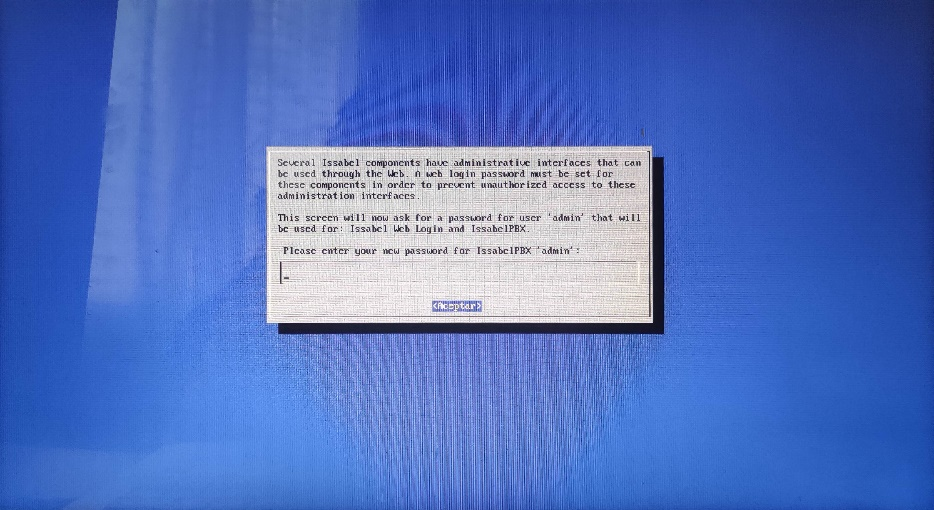 Several Issabel components have administrative interfaces that can
be used through the Web. A web login password must be set for
these components in order to prevent unauthorized access to these
administration interfaces.
This screen will now ask for a password for user 'admin' that will
be used for: Issabel Web Login and IssabelPBX.
Please enter your new password for IssabelPBX 'admin':
<Aceptar>